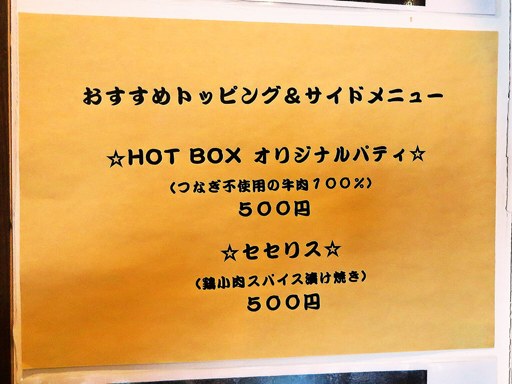 おすすめトッピング&サイドメニュー
☆HOT BOX オリジナルパティ☆
(つなぎ不使用の牛肉100%)
500円
☆セセリス☆
(鶏小肉スパイス漬け焼き)
500円